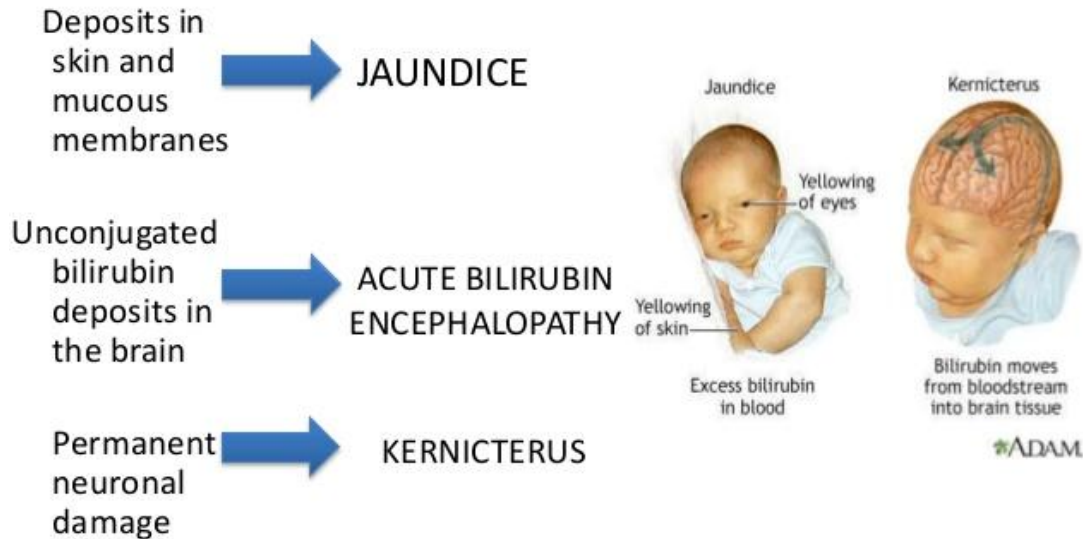 Deposits in
skin and
mucous
membranes
JAUNDICE
Unconjugated
bilirubin
deposits in
the brain
ACUTE BILIRUBIN
ENCEPHALOPATHY
Permanent
neuronal
damage
KERNICTERUS
Jaundice
Yellowing
of eyes
Yellowing
of skin
Excess bilirubin
in blood
Kernicterus
Bilirubin moves
from bloodstream
into brain tissue
ADAM.